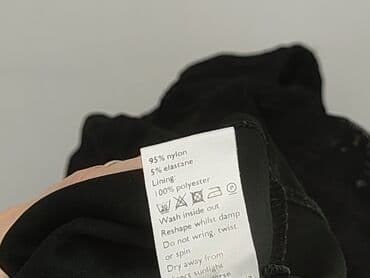 95% nylon
5% elastane
Lining:
100% polyester
Wash inside out
Reshape whilst damp
Do not wring, twist
or spin
Dry away from
sunlight